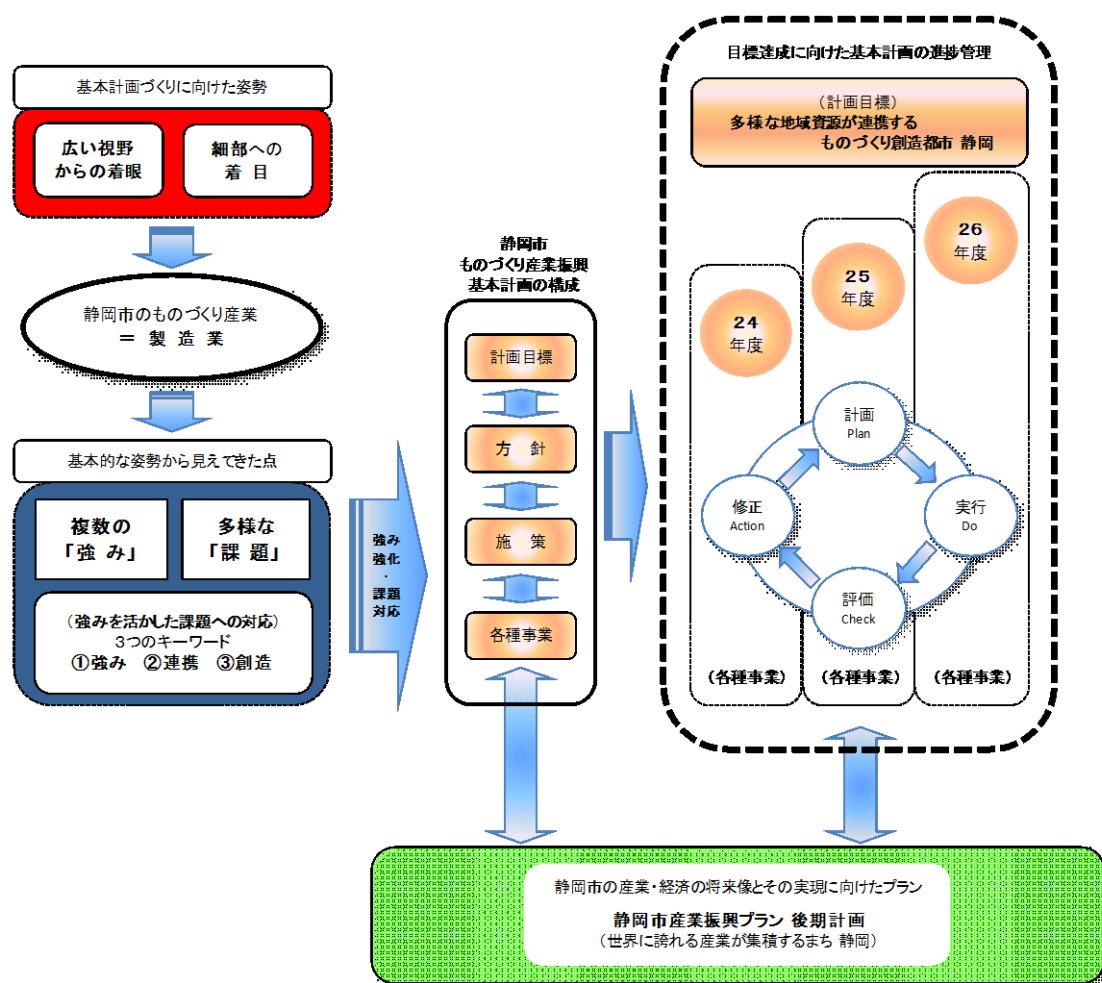 基本計画づくりに向けた姿勢
広い視野
からの着眼
細部への
着 目
静岡市のものづくり産業
＝ 製 造 業
基本的な姿勢から見えてきた点
複数の
「強 み」
多様な
「課 題」
（強みを活かした課題への対応）
3つのキーワード
①強み ②連携 ③創造
強み
強化
・
課題
対応
静岡市
ものづくり産業振興
基本計画の構成
計画目標
方 針
施 策
各種事業
目標達成に向けた基本計画の進捗管理
（計画目標）
多様な地域資源が連携する
ものづくり創造都市 静岡
24
年度
25
年度
26
年度
計画
Plan
実行
Do
評価
Check
修正
Action
（各種事業）
（各種事業）
（各種事業）
静岡市の産業・経済の将来像とその実現に向けたプラン
静岡市産業振興プラン 後期計画
（世界に誇れる産業が集積するまち 静岡）